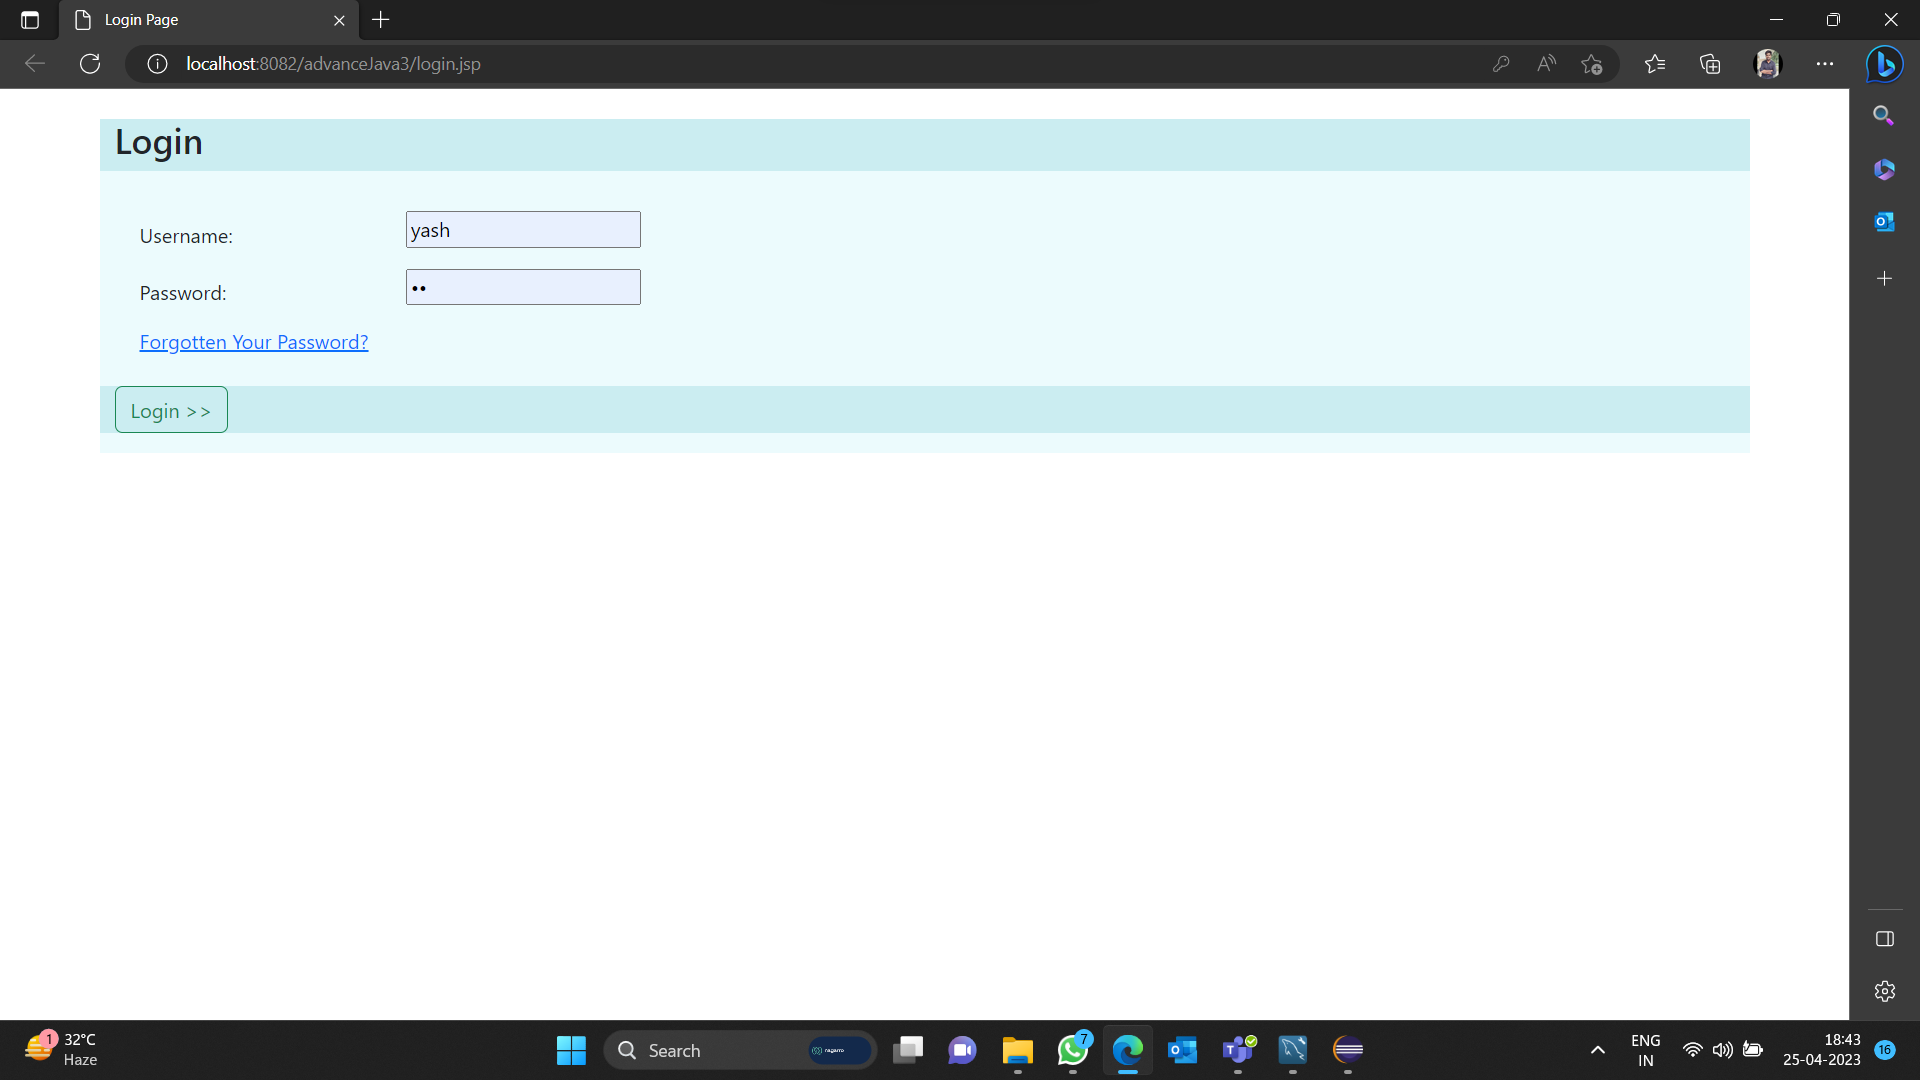 Login Page
localhost:8082/advanceJava3/login.jsp
Login
Username: yash
Password: ••
Forgotten Your Password?
Login >>
1 32°C
Haze
Search
nagarro
7
ENG
IN
18:43
25-04-2023
16